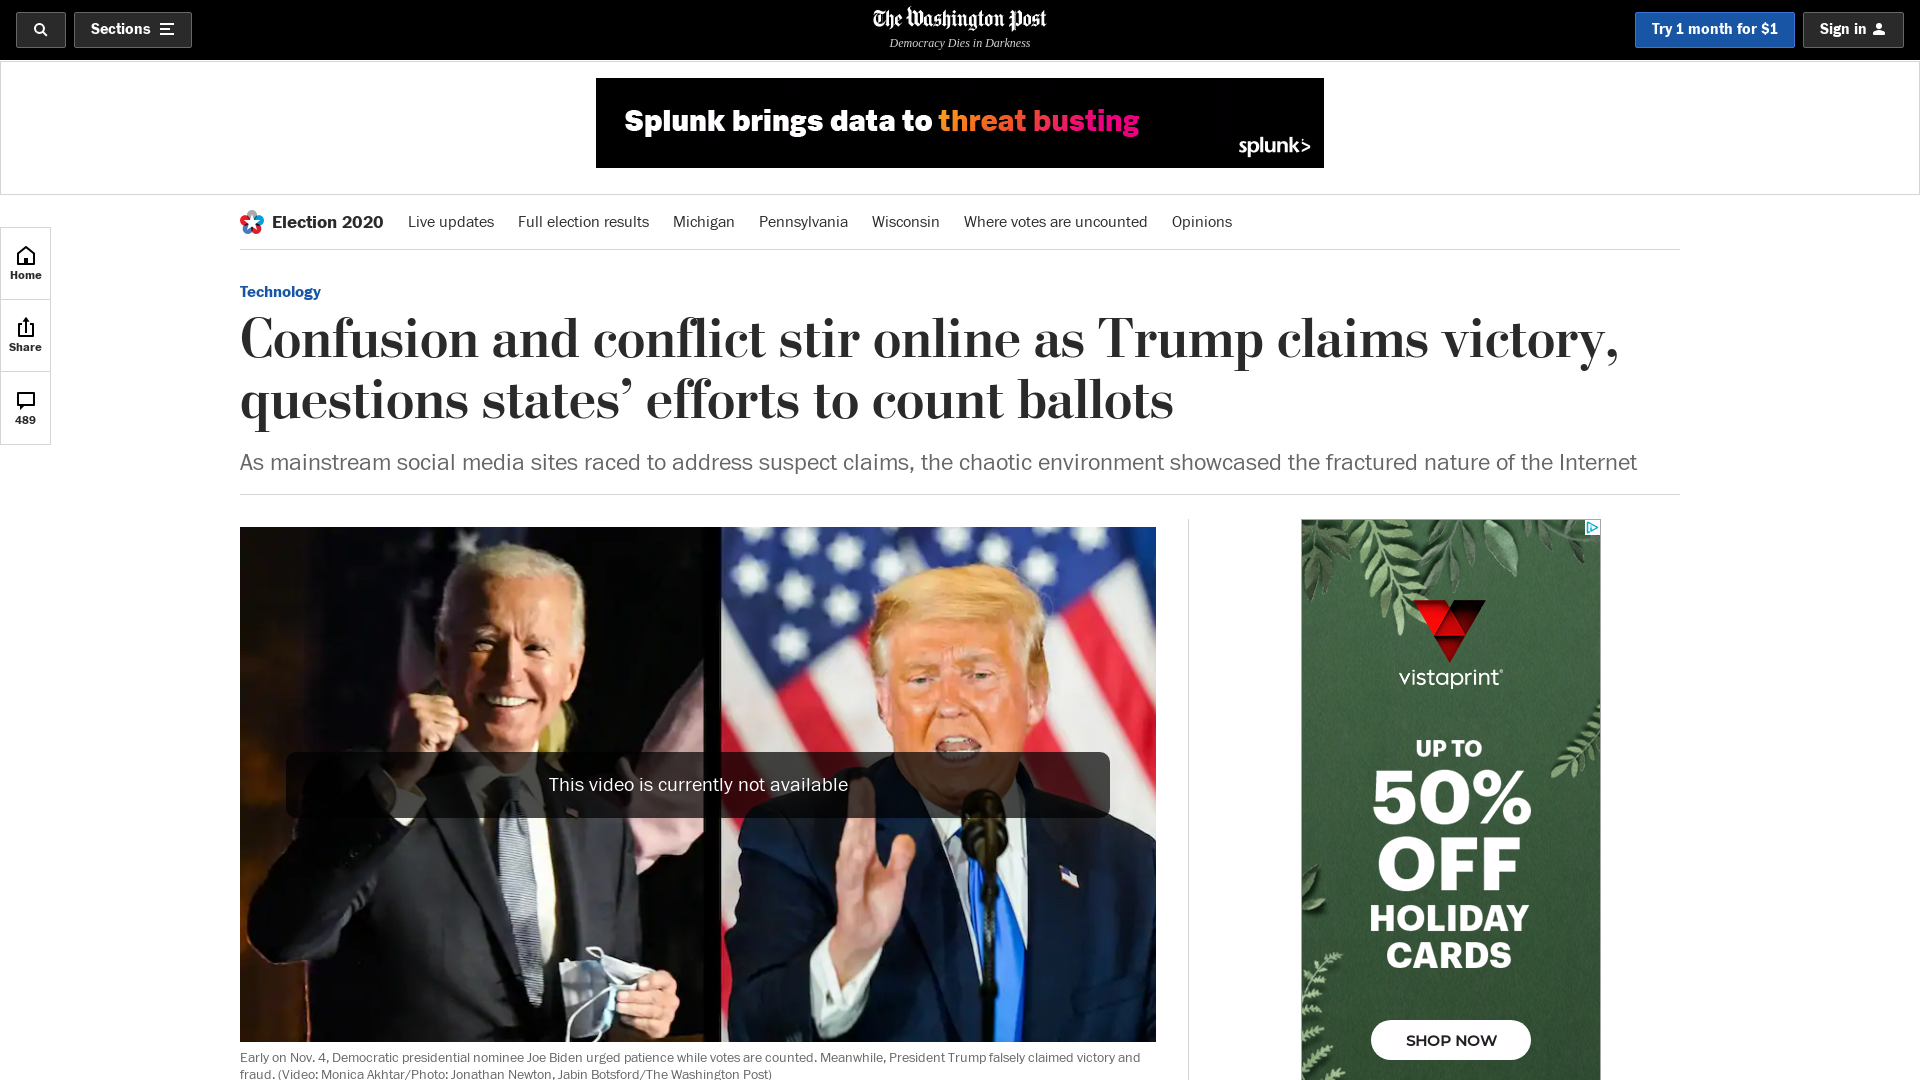 Sections
The Washington Post
Democracy Dies in Darkness
Try 1 month for $1
Sign in
Splunk brings data to threat busting
splunk>
Election 2020
Live updates
Full election results
Michigan
Pennsylvania
Wisconsin
Where votes are uncounted
Opinions
Home
Share
489
Technology
Confusion and conflict stir online as Trump claims victory,
questions states’ efforts to count ballots
As mainstream social media sites raced to address suspect claims, the chaotic environment showcased the fractured nature of the Internet
This video is currently not available
Early on Nov. 4, Democratic presidential nominee Joe Biden urged patience while votes are counted. Meanwhile, President Trump falsely claimed victory and
fraud. (Video: Monica Akhtar/Photo: Jonathan Newton, Jabin Botsford/The Washington Post)
vistaprint®
UP TO
50%
OFF
HOLIDAY
CARDS
SHOP NOW